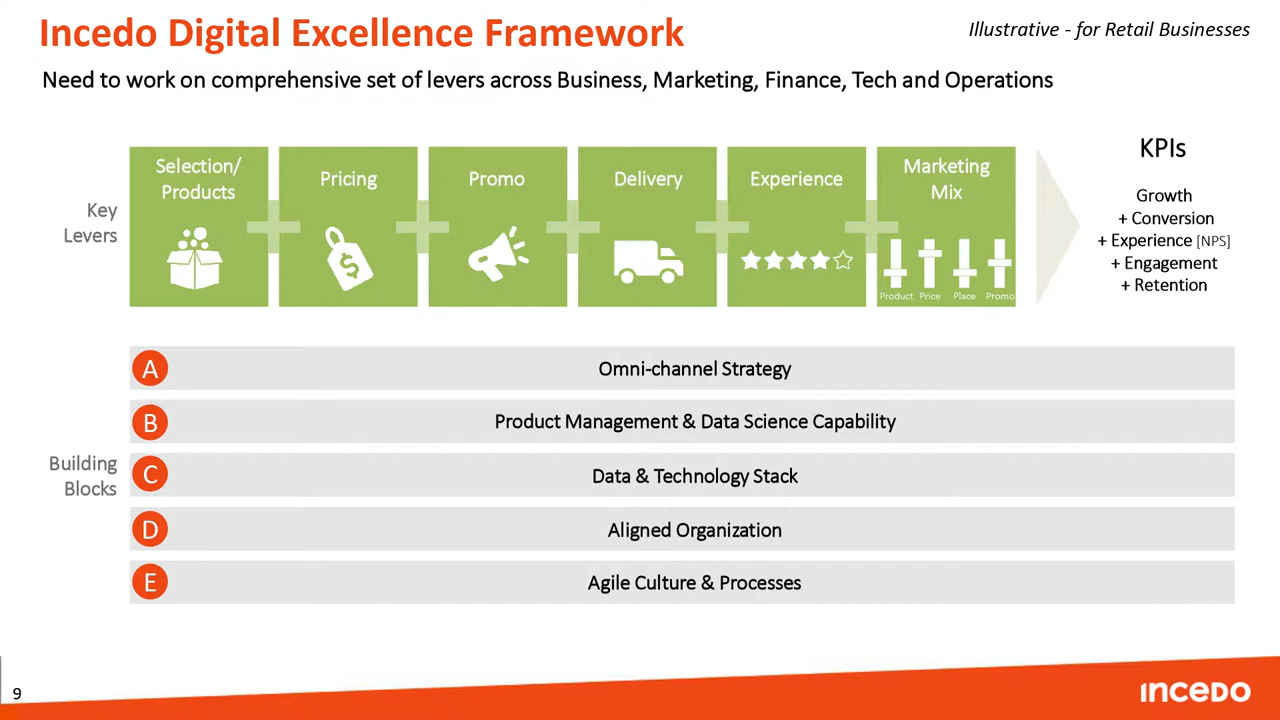 Incedo Digital Excellence Framework
Illustrative - for Retail Businesses
Need to work on comprehensive set of levers across Business, Marketing, Finance, Tech and Operations
Key
Levers
Selection/
Products
Pricing
Promo
Delivery
Experience
Marketing
Mix
Product Price Place Promo
KPIs
Growth
+ Conversion
+ Experience [NPS]
+ Engagement
+ Retention
Building
Blocks
A Omni-channel Strategy
B Product Management & Data Science Capability
C Data & Technology Stack
D Aligned Organization
E Agile Culture & Processes
9
INCEDO